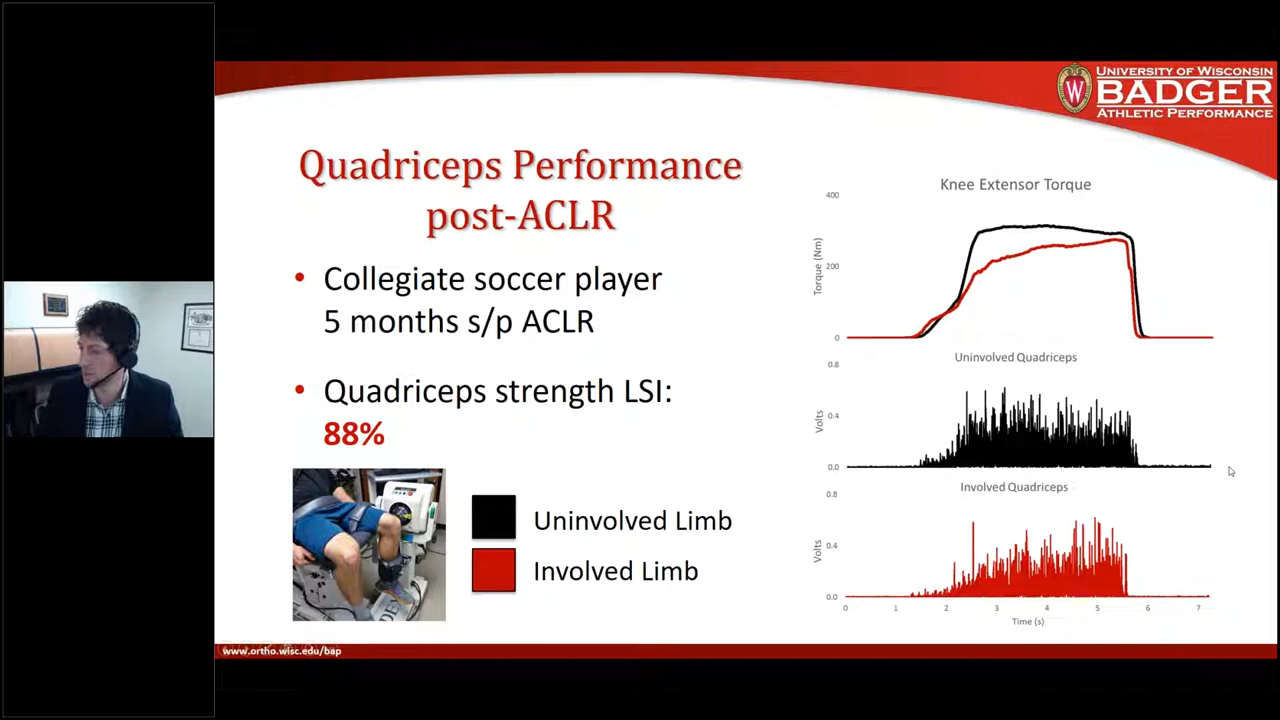 UNIVERSITY OF WISCONSIN
BADGER
ATHLETIC PERFORMANCE
W
Quadriceps Performance
post-ACLR
• Collegiate soccer player
5 months s/p ACLR
• Quadriceps strength LSI:
88%
Uninvolved Limb
Involved Limb
Knee Extensor Torque
400
200
0
Torque (Nm)
Uninvolved Quadriceps
0.8
0.4
0.0
Volts
Involved Quadriceps
0.8
0.4
0.0
Volts
0 1 2 3 4 5 6 7
Time (s)
www.ortho.wisc.edu/bap